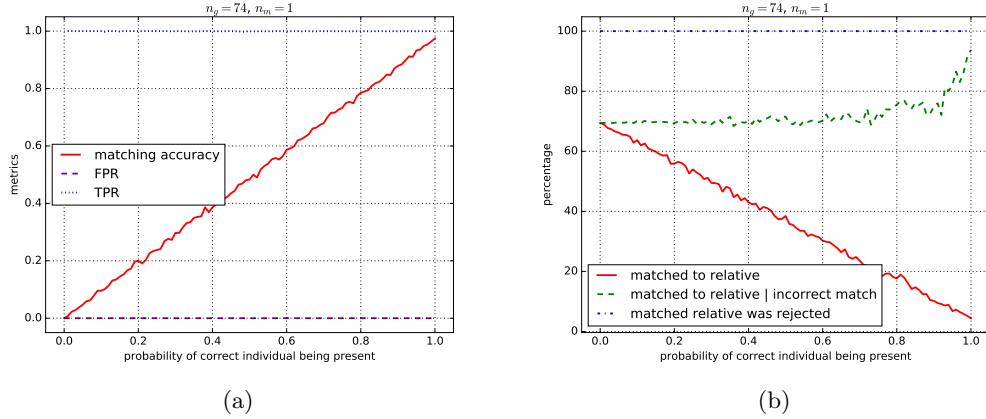 n_g = 74, n_m = 1
1.0
0.8
0.6
0.4
0.2
0.0
metrics
matching accuracy
FPR
TPR
0.0 0.2 0.4 0.6 0.8 1.0
probability of correct individual being present
(a)
n_g = 74, n_m = 1
100
80
60
40
20
0
percentage
matched to relative
matched to relative | incorrect match
matched relative was rejected
0.0 0.2 0.4 0.6 0.8 1.0
probability of correct individual being present
(b)